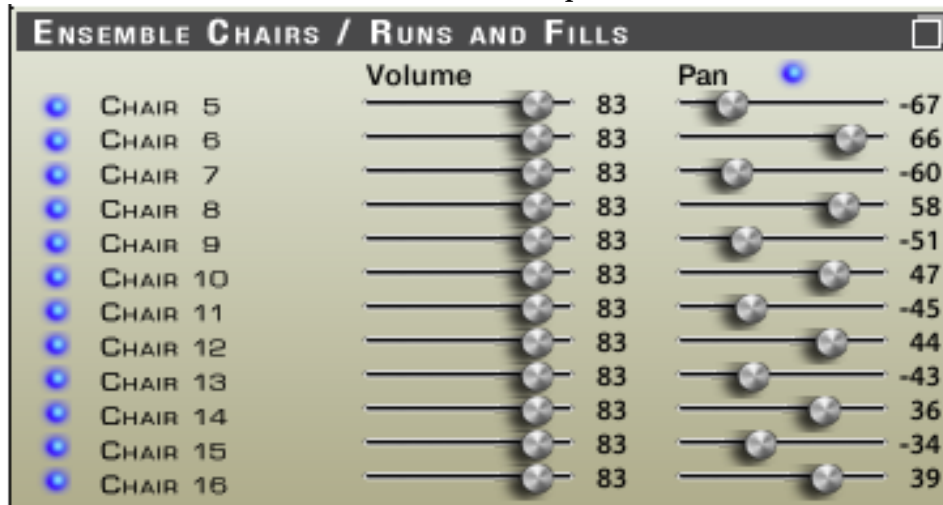 ENSEMBLE CHAIRS / RUNS AND FILLS
Volume Pan
CHAIR 5 83 -67
CHAIR 6 83 66
CHAIR 7 83 -60
CHAIR 8 83 58
CHAIR 9 83 -51
CHAIR 10 83 47
CHAIR 11 83 -45
CHAIR 12 83 44
CHAIR 13 83 -43
CHAIR 14 83 36
CHAIR 15 83 -34
CHAIR 16 83 39